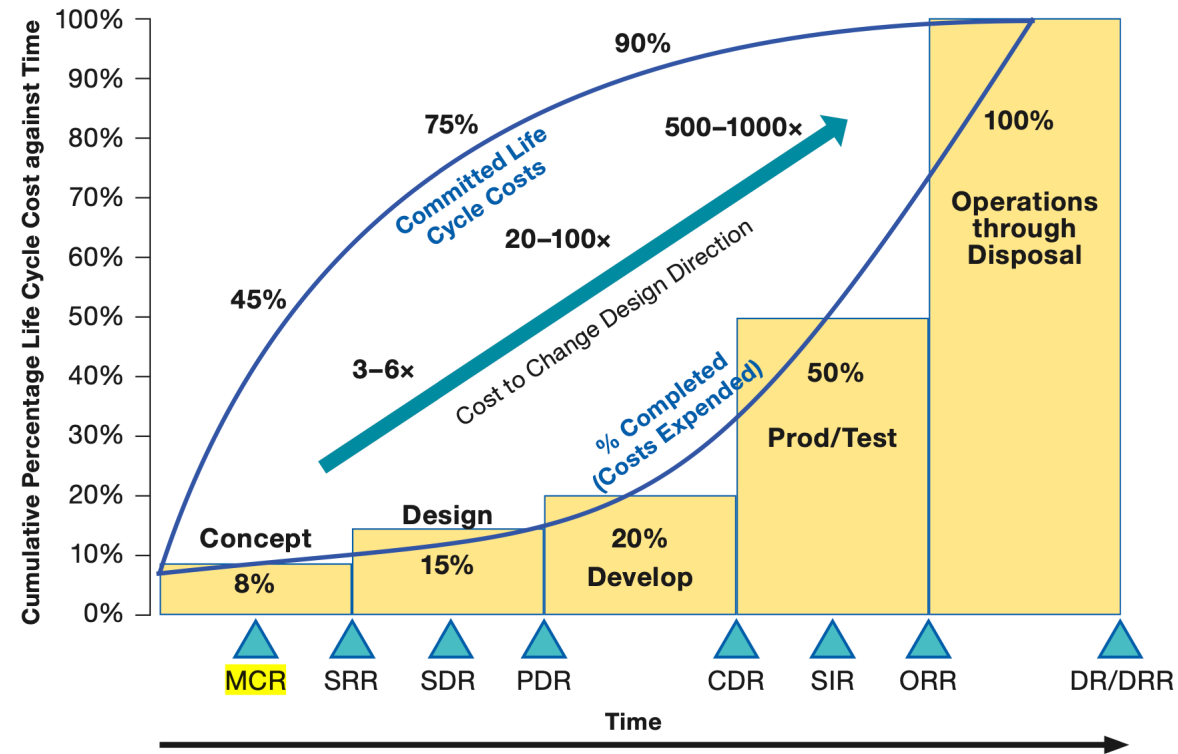 Cumulative Percentage Life Cycle Cost against Time
100%
90%
80%
70%
60%
50%
40%
30%
20%
10%
0%
90%
75%
45%
Committed Life
Cycle Costs
500–1000×
20–100×
3–6×
Cost to Change Design Direction
% Completed
(Costs Expended)
Concept
8%
Design
15%
20%
Develop
50%
Prod/Test
100%
Operations
through
Disposal
MCR
SRR
SDR
PDR
CDR
SIR
ORR
DR/DRR
Time